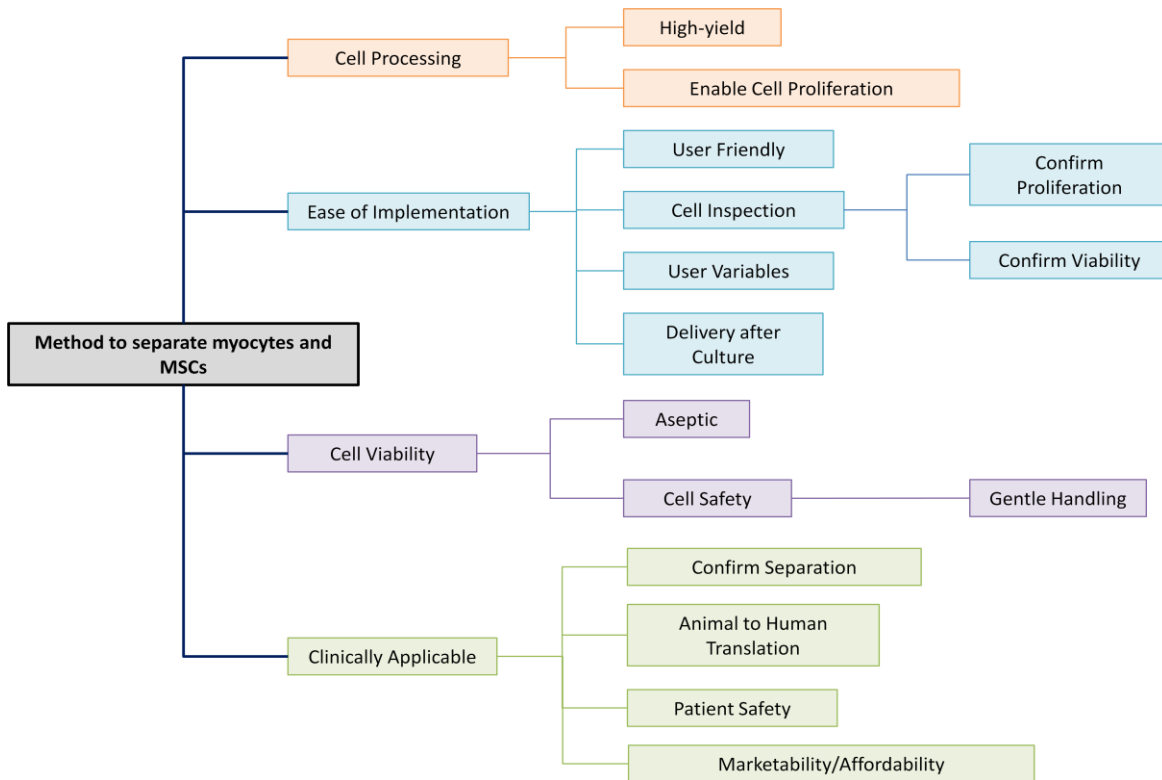 High-yield
Cell Processing
Enable Cell Proliferation
User Friendly
Confirm
Proliferation
Ease of Implementation
Cell Inspection
User Variables
Confirm Viability
Delivery after
Culture
Method to separate myocytes and
MSCs
Aseptic
Cell Viability
Cell Safety
Gentle Handling
Confirm Separation
Animal to Human
Translation
Clinically Applicable
Patient Safety
Marketability/Affordability